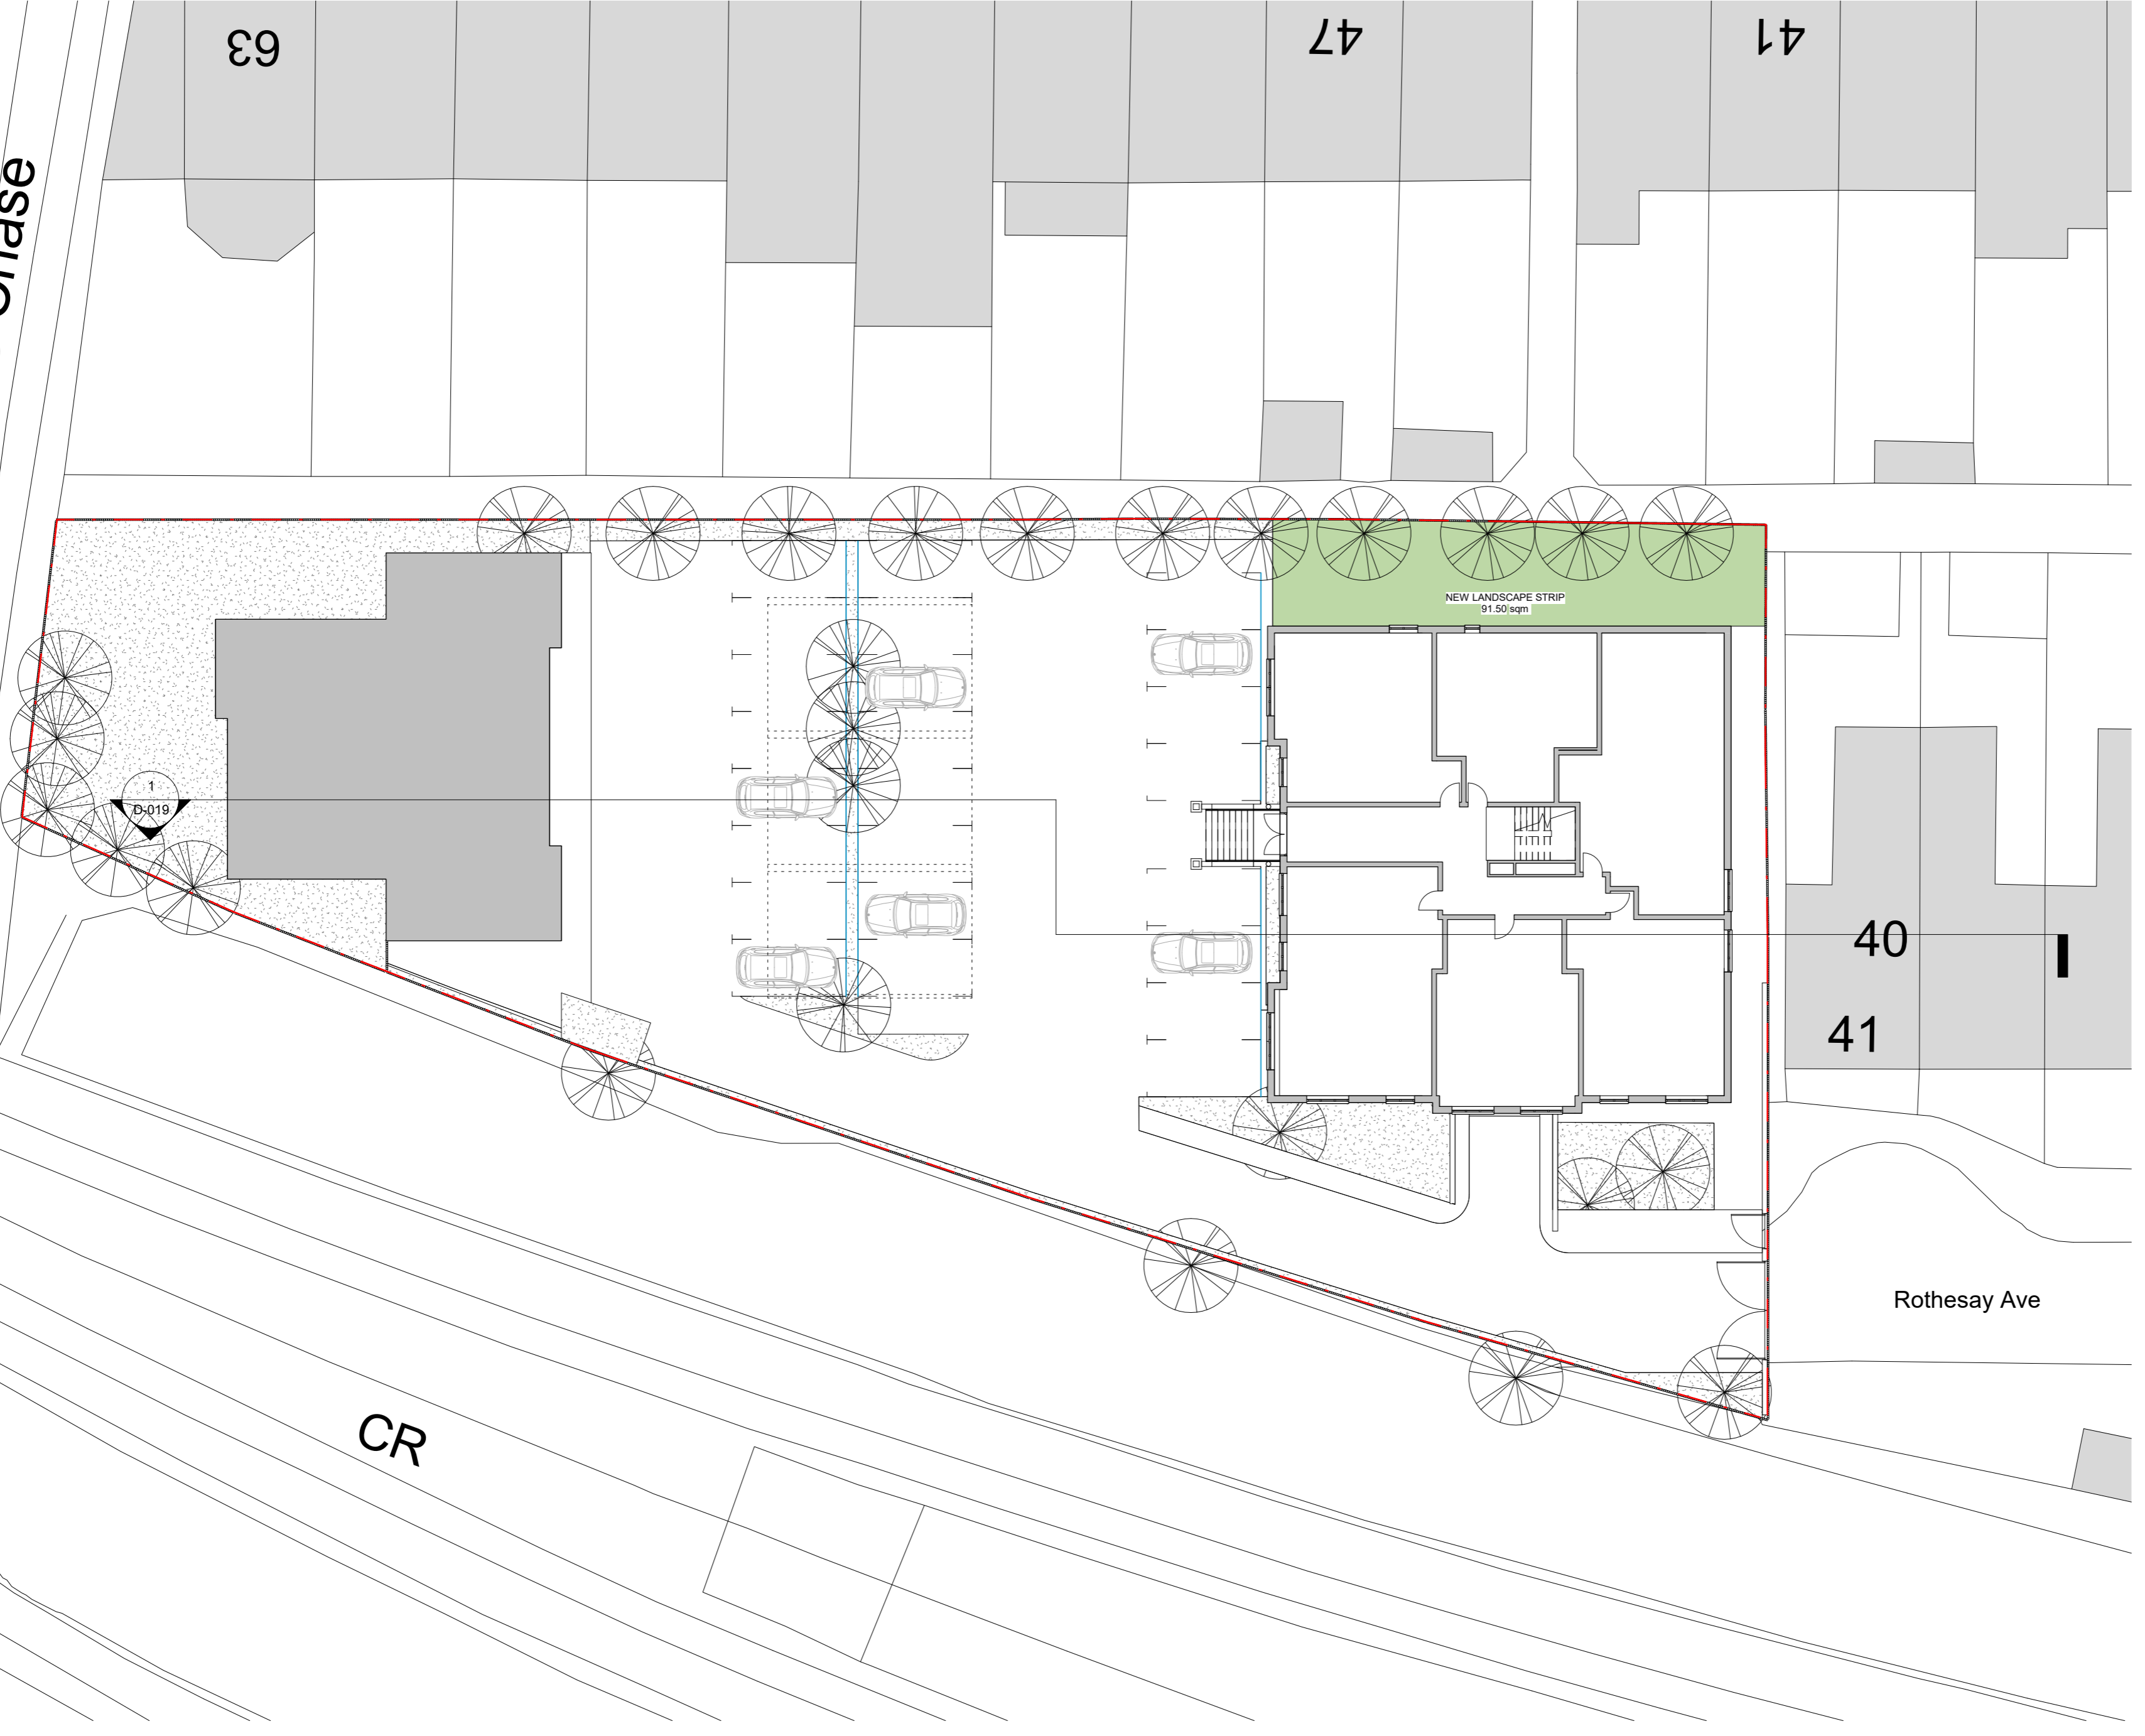 63
47
41
NEW LANDSCAPE STRIP
91.50 sqm
1
D-019
40
41
Rothesay Ave
CR